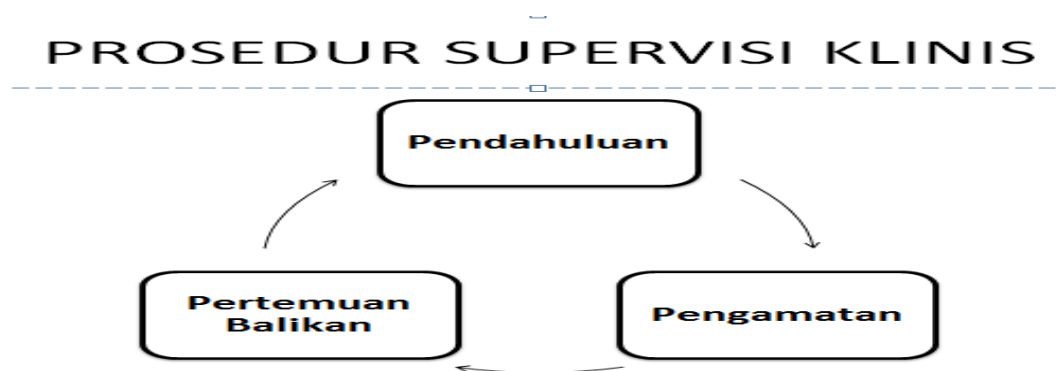 PROSEDUR SUPERVISI KLINIS
Pendahuluan
Pertemuan
Balikan
Pengamatan